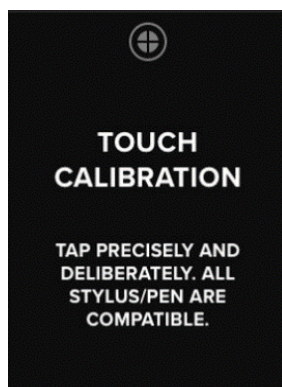 TOUCH
CALIBRATION
TAP PRECISELY AND
DELIBERATELY. ALL
STYLUS/PEN ARE
COMPATIBLE.